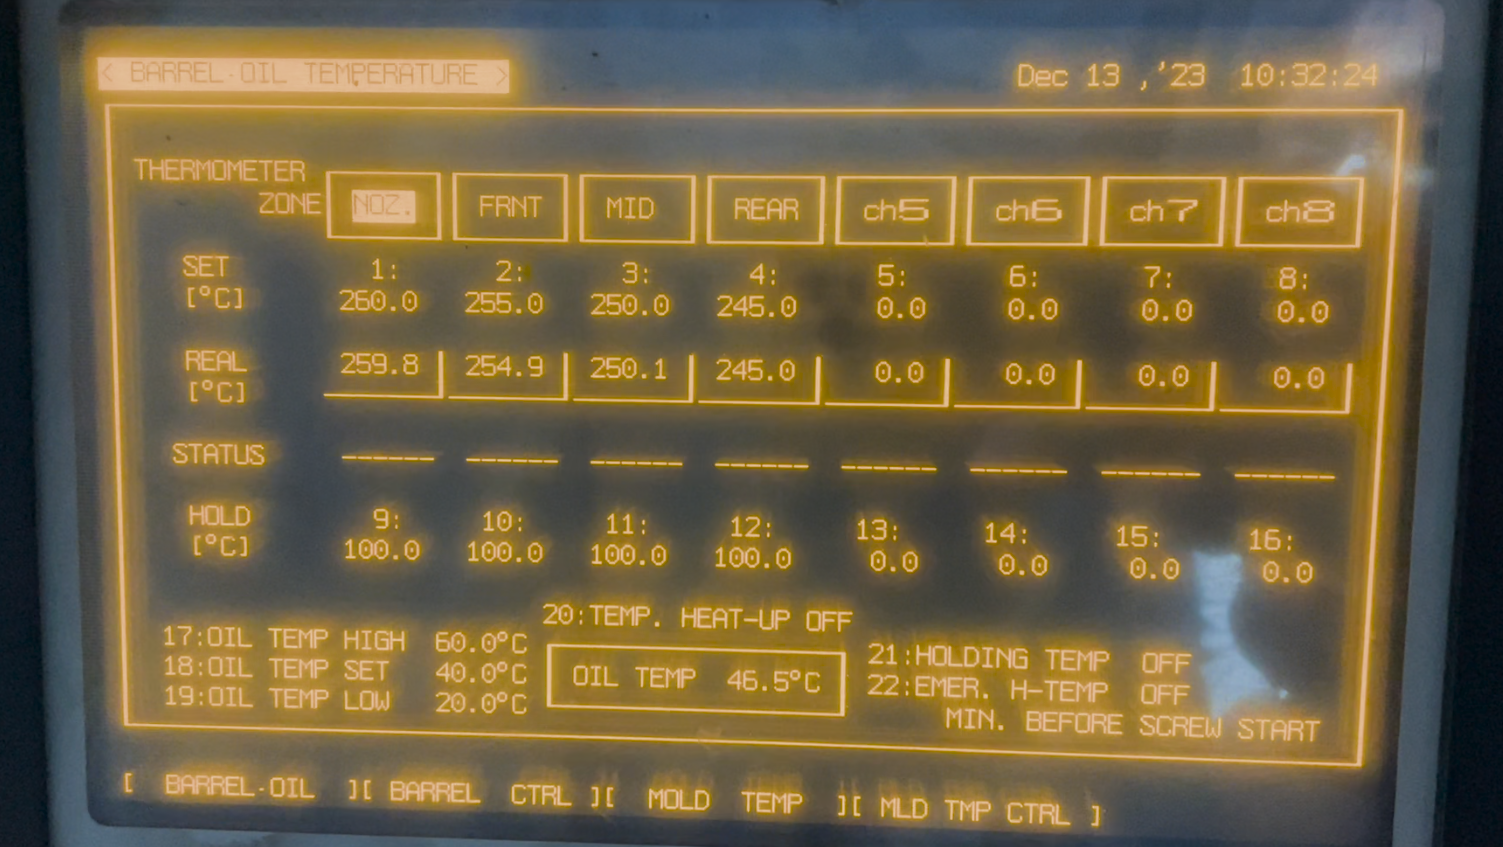 < BARREL·OIL TEMPERATURE > Dec 13 ,'23 10:32:24
THERMOMETER
ZONE NOZ. FRNT MID REAR ch5 ch6 ch7 ch8
SET 1: 2: 3: 4: 5: 6: 7: 8:
[°C] 260.0 255.0 250.0 245.0 0.0 0.0 0.0 0.0
REAL 259.8 254.9 250.1 245.0 0.0 0.0 0.0 0.0
[°C]
STATUS ------ ------ ------ ------ ------ ------ ------ ------
HOLD 9: 10: 11: 12: 13: 14: 15: 16:
[°C] 100.0 100.0 100.0 100.0 0.0 0.0 0.0 0.0
20:TEMP. HEAT-UP OFF
17:OIL TEMP HIGH 60.0°C
18:OIL TEMP SET 40.0°C
19:OIL TEMP LOW 20.0°C
OIL TEMP 46.5°C
21:HOLDING TEMP OFF
22:EMER. H-TEMP OFF
MIN. BEFORE SCREW START
[ BARREL·OIL ][ BARREL CTRL ][ MOLD TEMP ][ MLD TMP CTRL ]